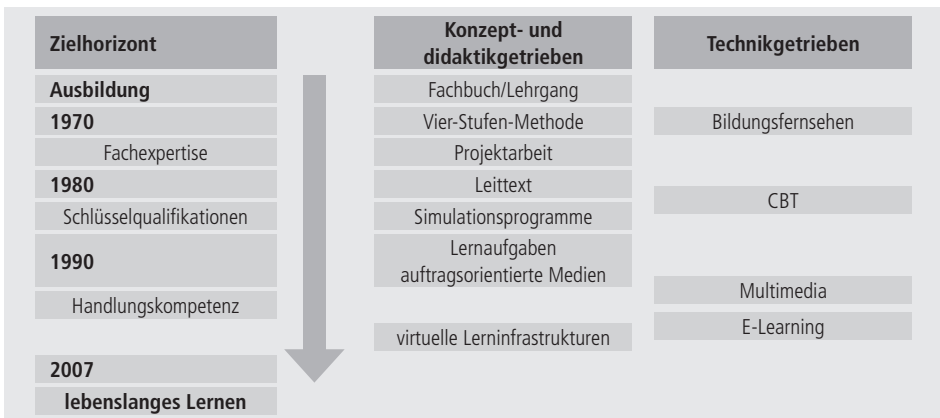 Zielhorizont
Ausbildung
1970
Fachexpertise
1980
Schlüsselqualifikationen
1990
Handlungskompetenz
2007
lebenslanges Lernen
Konzept- und
didaktikgetrieben
Fachbuch/Lehrgang
Vier-Stufen-Methode
Projektarbeit
Leittext
Simulationsprogramme
Lernaufgaben
auftragsorientierte Medien
virtuelle Lerninfrastrukturen
Technikgetrieben
Bildungsfernsehen
CBT
Multimedia
E-Learning